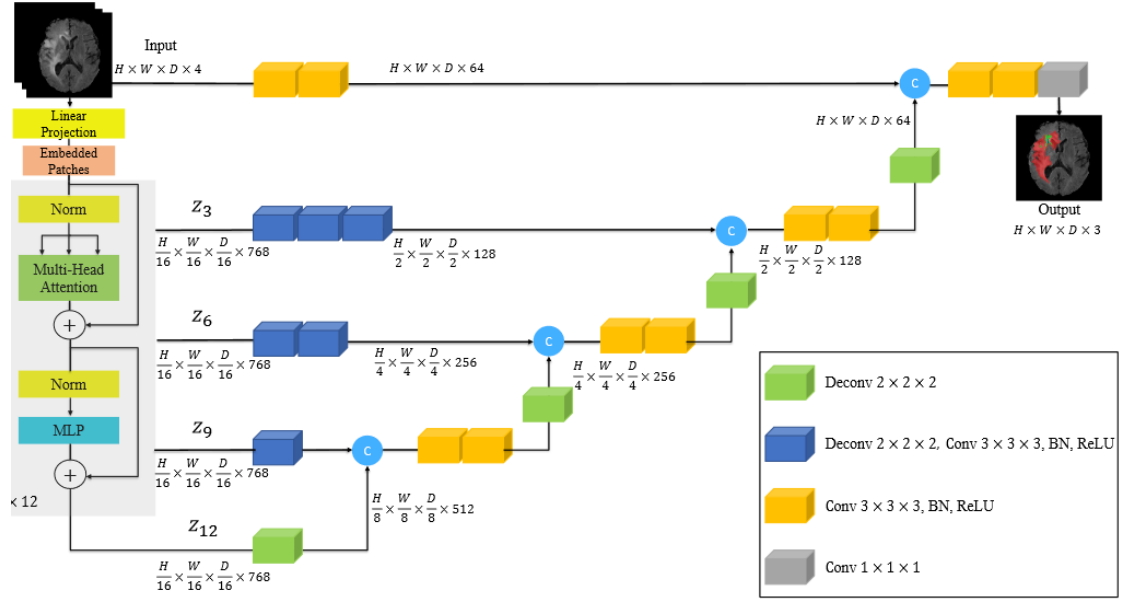 Input
H × W × D × 4
H × W × D × 64
C
H × W × D × 64
Linear
Projection
Embedded
Patches
Norm
Multi-Head
Attention
+
Norm
MLP
+
× 12
Z3
H/16 × W/16 × D/16 × 768
H/2 × W/2 × D/2 × 128
C
H/2 × W/2 × D/2 × 128
Output
H × W × D × 3
Z6
H/16 × W/16 × D/16 × 768
H/4 × W/4 × D/4 × 256
C
H/4 × W/4 × D/4 × 256
Z9
H/16 × W/16 × D/16 × 768
C
H/8 × W/8 × D/8 × 512
Z12
H/16 × W/16 × D/16 × 768
Deconv 2 × 2 × 2
Deconv 2 × 2 × 2, Conv 3 × 3 × 3, BN, ReLU
Conv 3 × 3 × 3, BN, ReLU
Conv 1 × 1 × 1